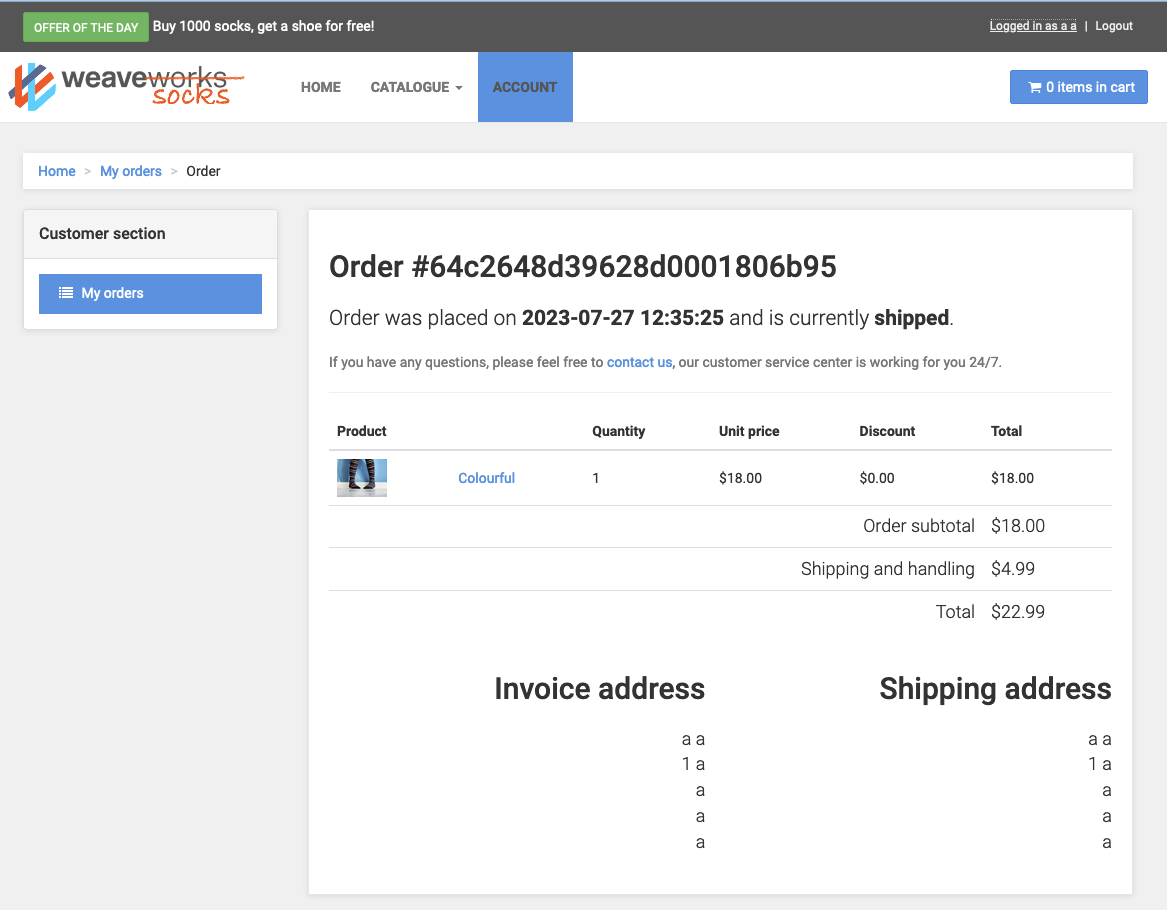 OFFER OF THE DAY Buy 1000 socks, get a shoe for free! Logged in as a a | Logout
weaveworks socks HOME CATALOGUE ACCOUNT 0 items in cart
Home > My orders > Order
Customer section
My orders
Order #64c2648d39628d0001806b95
Order was placed on 2023-07-27 12:35:25 and is currently shipped.
If you have any questions, please feel free to contact us, our customer service center is working for you 24/7.
Product Quantity Unit price Discount Total
Colourful 1 $18.00 $0.00 $18.00
Order subtotal $18.00
Shipping and handling $4.99
Total $22.99
Invoice address
a a
1 a
a
a
a
Shipping address
a a
1 a
a
a
a